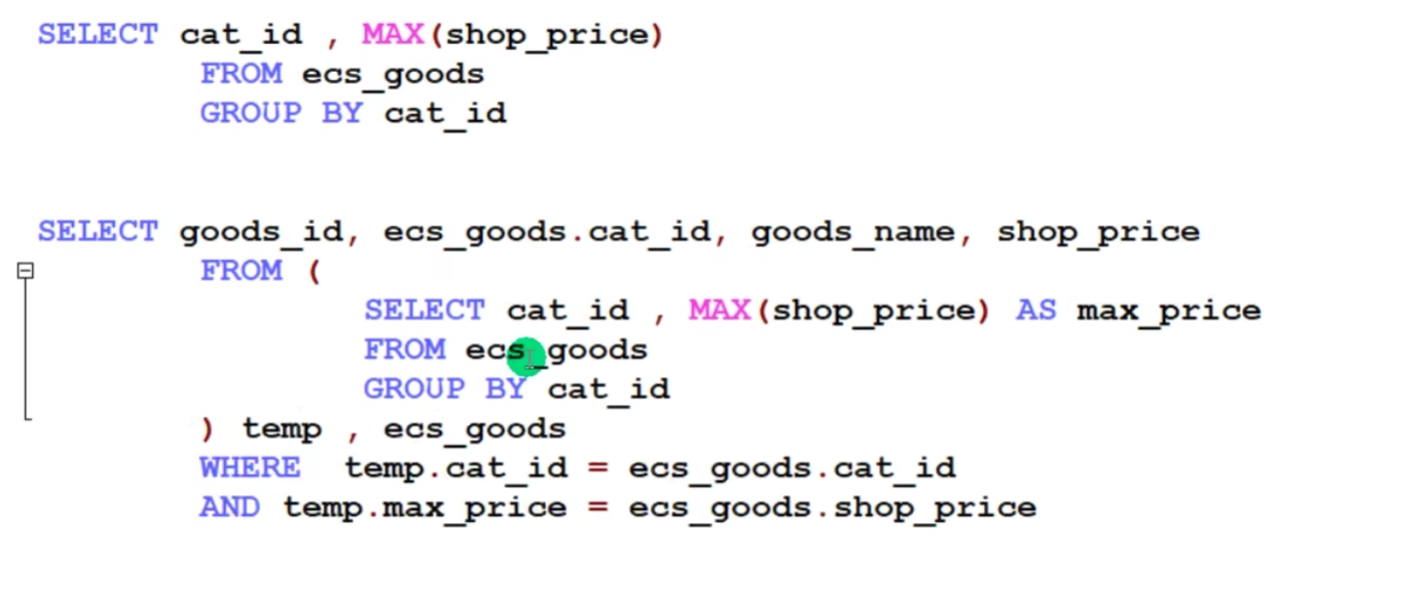 SELECT cat_id , MAX(shop_price)
FROM ecs_goods
GROUP BY cat_id
SELECT goods_id, ecs_goods.cat_id, goods_name, shop_price
FROM (
SELECT cat_id , MAX(shop_price) AS max_price
FROM ecs_goods
GROUP BY cat_id
) temp , ecs_goods
WHERE temp.cat_id = ecs_goods.cat_id
AND temp.max_price = ecs_goods.shop_price